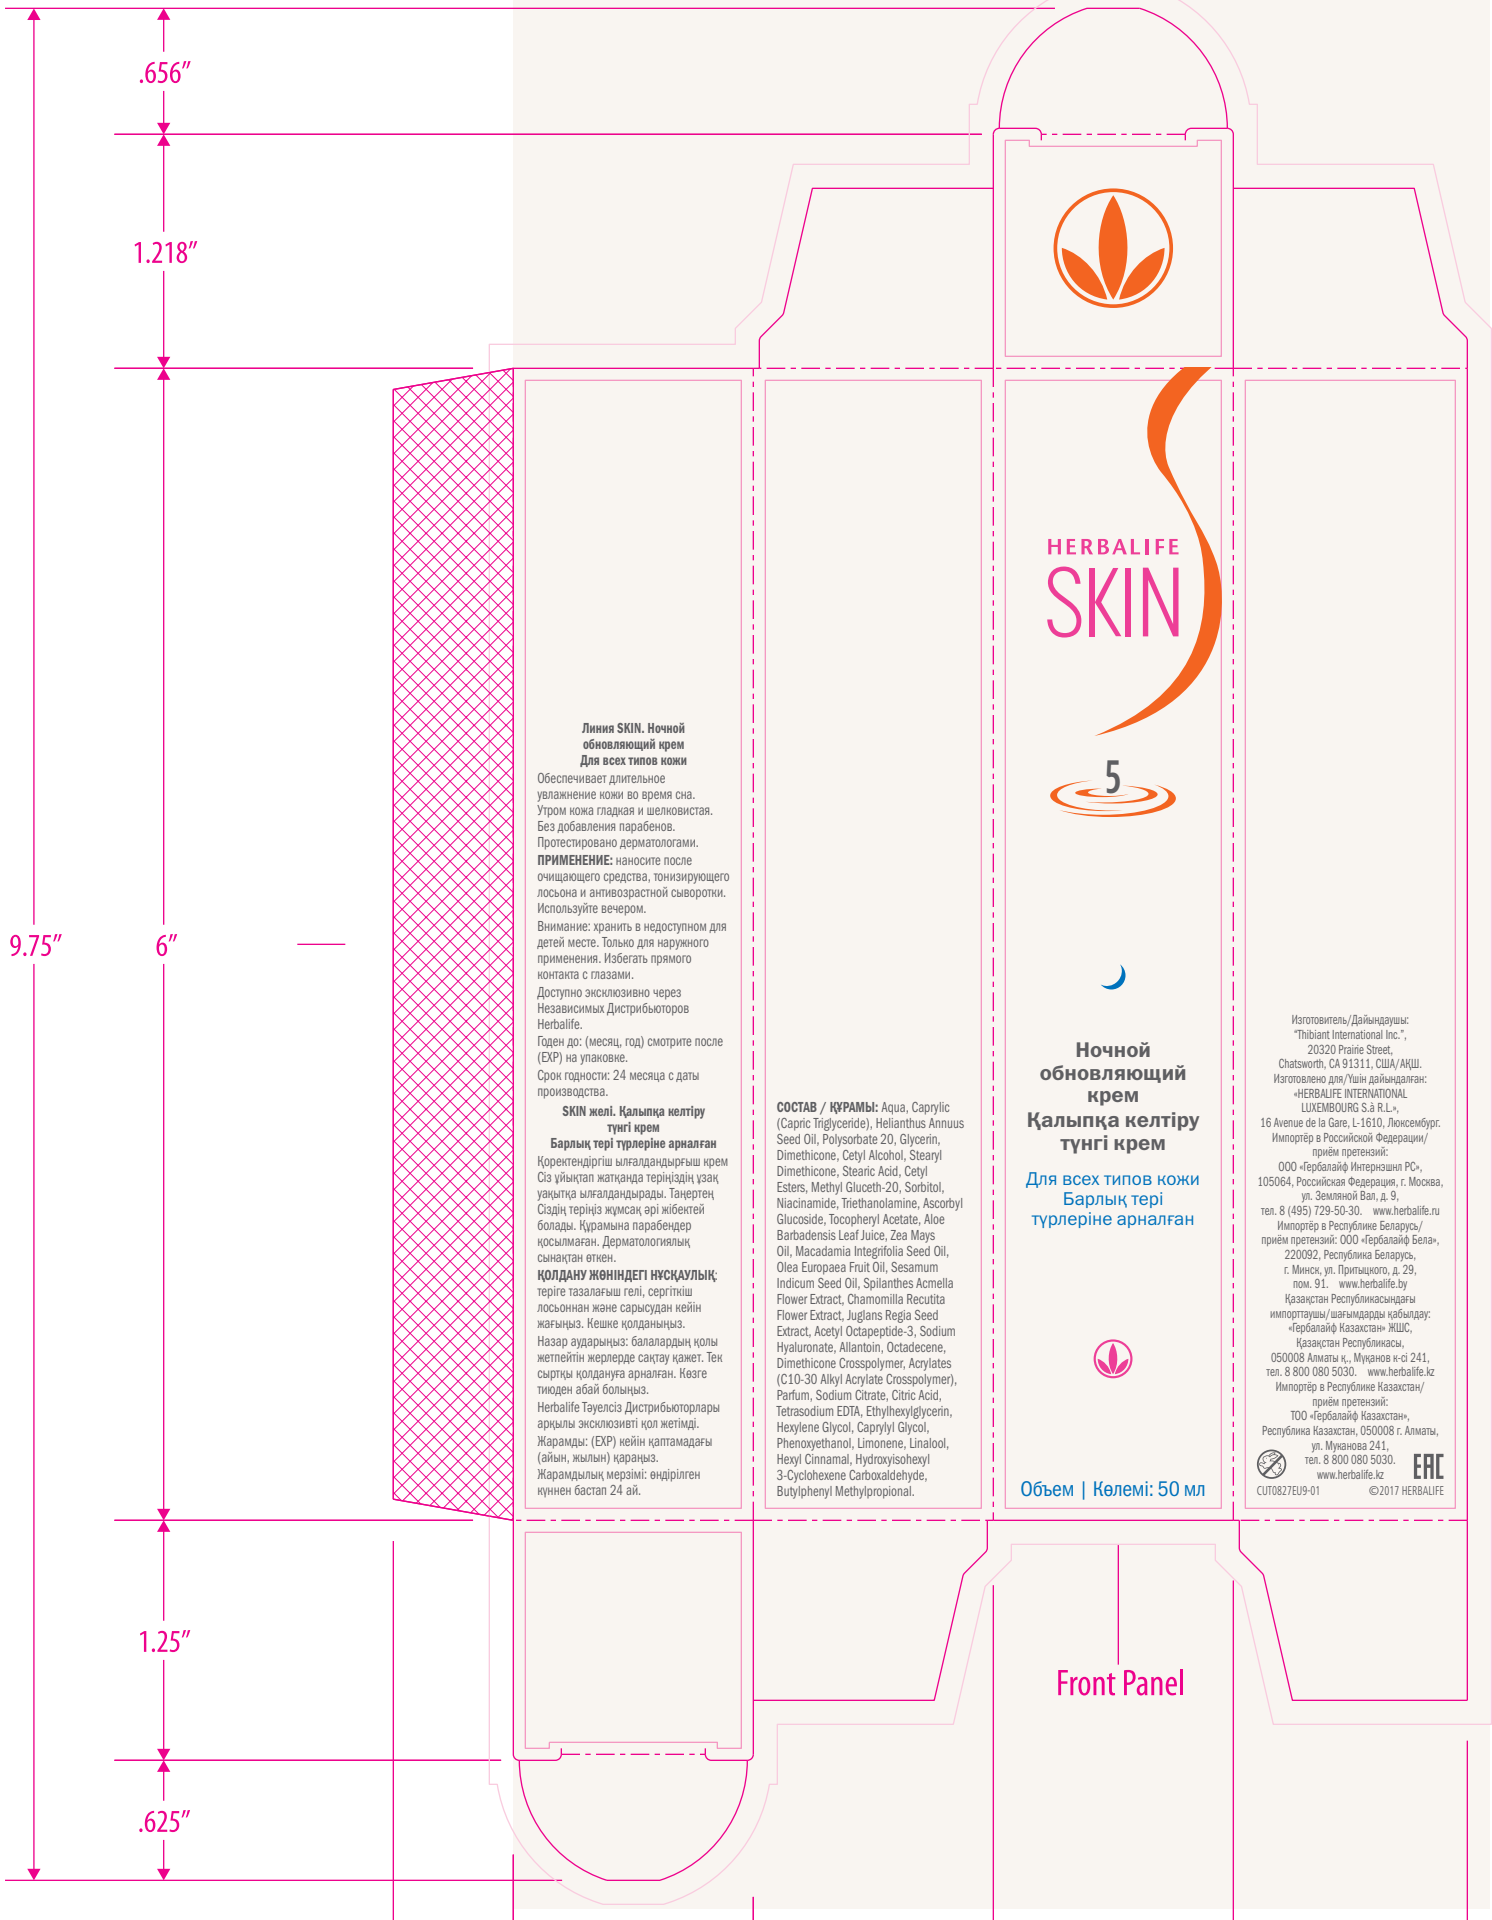 .656”
1.218”
9.75”
6”
1.25”
.625”
Линия SKIN. Ночной
обновляющий крем
Для всех типов кожи
Обеспечивает длительное
увлажнение кожи во время сна.
Утром кожа гладкая и шелковистая.
Без добавления парабенов.
Протестировано дерматологами.
ПРИМЕНЕНИЕ: наносите после
очищающего средства, тонизирующего
лосьона и антивозрастной сыворотки.
Используйте вечером.
Внимание: хранить в недоступном для
детей месте. Только для наружного
применения. Избегать прямого
контакта с глазами.
Доступно эксклюзивно через
Независимых Дистрибьюторов
Herbalife.
Годен до: (месяц, год) смотрите после
(EXP) на упаковке.
Срок годности: 24 месяца с даты
производства.
SKIN желі. Қалыпқа келтіру
түнгі крем
Барлық тері түрлеріне арналған
Қоректендіргіш ылғалдандырғыш крем
Сіз ұйықтап жатқанда теріңіздің ұзақ
уақытқа ылғалдандырады. Таңертең
Сіздің теріңіз жұмсақ әрі жібектей
болады. Құрамына парабендер
қосылмаған. Дерматологиялық
сынақтан өткен.
ҚОЛДАНУ ЖӨНІНДЕГІ НҰСҚАУЛЫҚ:
теріге тазалағыш гелі, сергіткіш
лосьоннан және сарысудан кейін
жағыңыз. Кешке қолданыңыз.
Назар аударыңыз: балалардың қолы
жетпейтін жерлерде сақтау қажет. Тек
сыртқы қолдануға арналған. Көзге
тиюден абай болыңыз.
Herbalife Тәуелсіз Дистрибьюторлары
арқылы эксклюзивті қол жетімді.
Жарамды: (EXP) кейін қаптамадағы
(айын, жылын) қараңыз.
Жарамдылық мерзімі: өндірілген
күннен бастап 24 ай.
СОСТАВ / ҚҰРАМЫ: Aqua, Caprylic
(Capric Triglyceride), Helianthus Annuus
Seed Oil, Polysorbate 20, Glycerin,
Dimethicone, Cetyl Alcohol, Stearyl
Dimethicone, Stearic Acid, Cetyl
Esters, Methyl Gluceth-20, Sorbitol,
Niacinamide, Triethanolamine, Ascorbyl
Glucoside, Tocopheryl Acetate, Aloe
Barbadensis Leaf Juice, Zea Mays
Oil, Macadamia Integrifolia Seed Oil,
Olea Europaea Fruit Oil, Sesamum
Indicum Seed Oil, Spilanthes Acmella
Flower Extract, Chamomilla Recutita
Flower Extract, Juglans Regia Seed
Extract, Acetyl Octapeptide-3, Sodium
Hyaluronate, Allantoin, Octadecene,
Dimethicone Crosspolymer, Acrylates
(C10-30 Alkyl Acrylate Crosspolymer),
Parfum, Sodium Citrate, Citric Acid,
Tetrasodium EDTA, Ethylhexylglycerin,
Hexylene Glycol, Caprylyl Glycol,
Phenoxyethanol, Limonene, Linalool,
Hexyl Cinnamal, Hydroxyisohexyl
3-Cyclohexene Carboxaldehyde,
Butylphenyl Methylpropional.
HERBALIFE
SKIN
5
Ночной
обновляющий
крем
Қалыпқа келтіру
түнгі крем
Для всех типов кожи
Барлық тері
түрлеріне арналған
Объем | Көлемі: 50 мл
Изготовитель/Дайындаушы:
“Thibiant International Inc.”,
20320 Prairie Street,
Chatsworth, CA 91311, США/АҚШ.
Изготовлено для/Үшін дайындалған:
«HERBALIFE INTERNATIONAL
LUXEMBOURG S.à R.L.»,
16 Avenue de la Gare, L-1610, Люксембург.
Импортёр в Российской Федерации/
приём претензий:
ООО «Гербалайф Интернэшнл РС»,
105064, Российская Федерация, г. Москва,
ул. Земляной Вал, д. 9,
тел. 8 (495) 729-50-30. www.herbalife.ru
Импортёр в Республике Беларусь/
приём претензий: ООО «Гербалайф Бела»,
220092, Республика Беларусь,
г. Минск, ул. Притыцкого, д. 29,
пом. 91. www.herbalife.by
Қазақстан Республикасындағы
импорттаушы/шағымдарды қабылдау:
«Гербалайф Казахстан» ЖШС,
Қазақстан Республикасы,
050008 Алматы қ., Муқанов к-сі 241,
тел. 8 800 080 5030. www.herbalife.kz
Импортёр в Республике Казахстан/
приём претензий:
ТОО «Гербалайф Казахстан»,
Республика Казахстан, 050008 г. Алматы,
ул. Муканова 241,
тел. 8 800 080 5030.
www.herbalife.kz
EAC
CUT0827EU9-01 ©2017 HERBALIFE
Front Panel